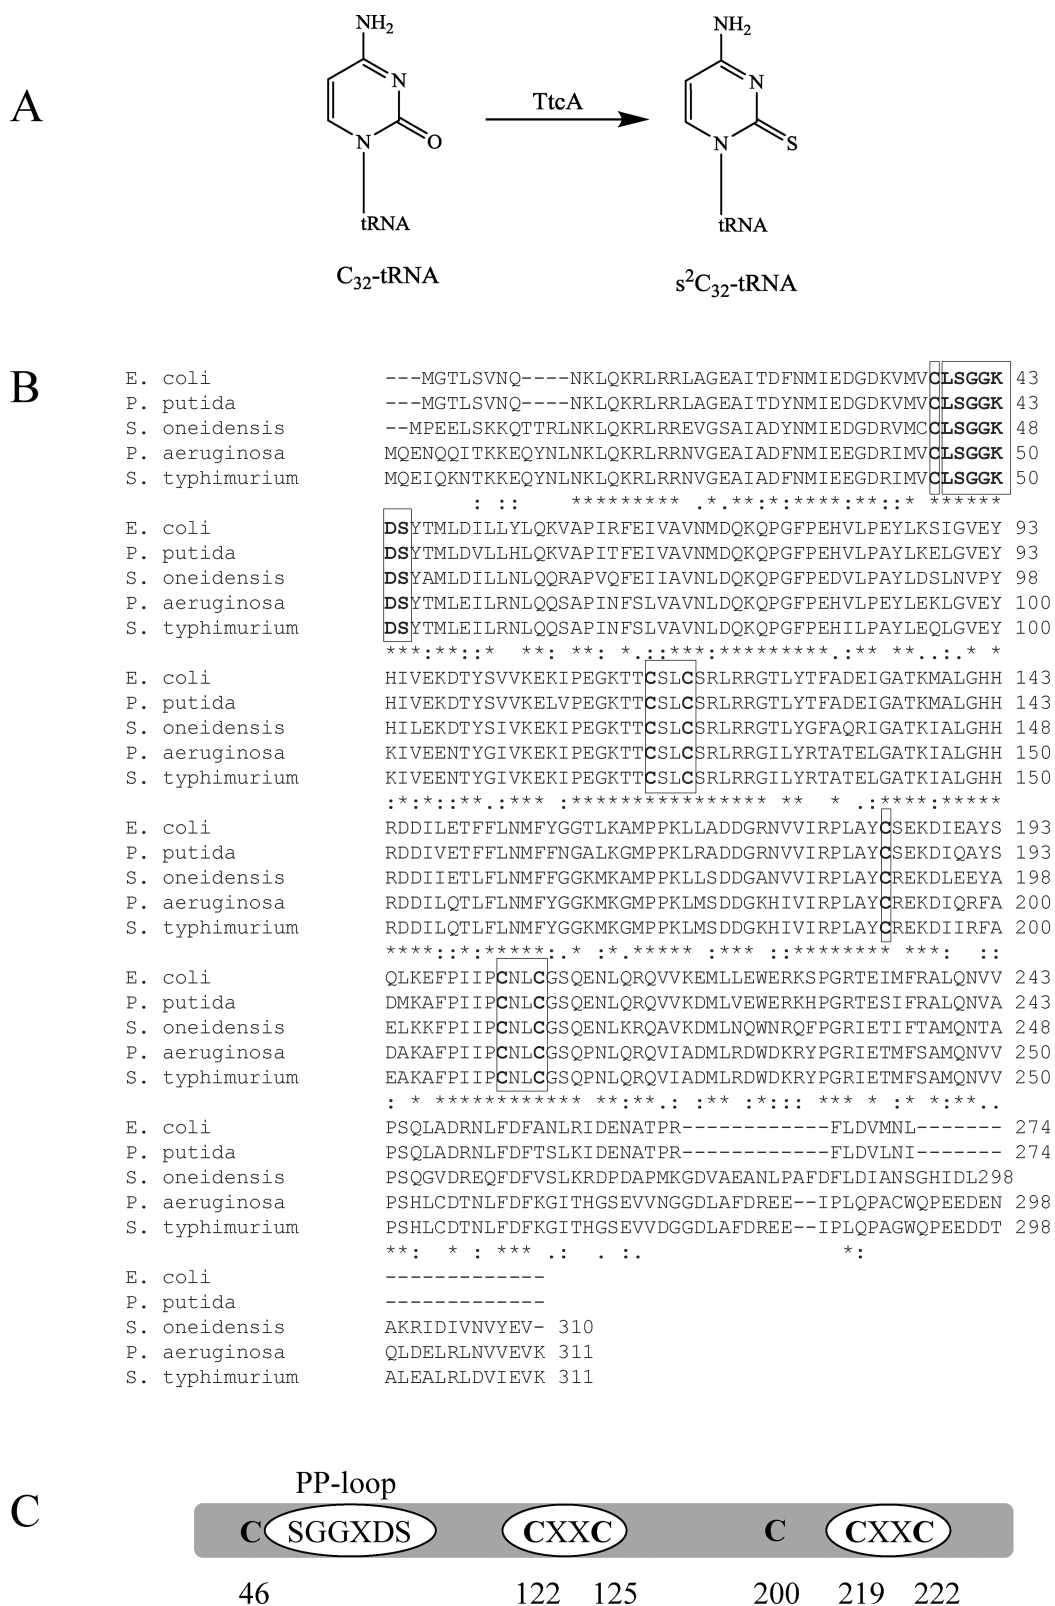 A
NH2
N
N
O
tRNA
C32-tRNA
TtcA
NH2
N
N
S
tRNA
s2C32-tRNA
B
E. coli ---MGTLSVNQ----NKLQKRLRRLAGEAITDFNMIEDGDKVMVCLSGGK 43
P. putida ---MGTLSVNQ----NKLQKRLRRLAGEAITDYNMIEDGDKVMVCLSGGK 43
S. oneidensis --MPEELSKKQTTRLNKLQKRLRREVGSAIADYNMIEDGDRVMCCLSGGK 48
P. aeruginosa MQENQQITKKEQYNLNKLQKRLRRNVGEAIADFNMIEEGDRIMVCLSGGK 50
S. typhimurium MQEIQKNTKKEQYNLNKLQKRLRRNVGEAIADFNMIEEGDRIMVCLSGGK 50
: :: ********* .*.**:****:**::* ******
E. coli DSYTMLDILLYLQKVAPIRFEIVAVNMDQKQPGFPEHVLPEYLKSIGVEY 93
P. putida DSYTMLDVLLHLQKVAPITFEIVAVNMDQKQPGFPEHVLPAYLKELGVEY 93
S. oneidensis DSYAMLDILLNLQQRAPVQFEIIAVNLDQKQPGFPEDVLPAYLDSLNVPY 98
P. aeruginosa DSYTMLEILRNLQQSAPINFSLVAVNLDQKQPGFPEHVLPEYLEKLGVEY 100
S. typhimurium DSYTMLEILRNLQQSAPINFSLVAVNLDQKQPGFPEHILPAYLEQLGVEY 100
***:**::* **: **: *.::***:*********.:** **..:.* *
E. coli HIVEKDTYSVVKEKIPEGKTTCSLCSRLRRGTLYTFADEIGATKMALGHH 143
P. putida HIVEKDTYSVVKELVPEGKTTCSLCSRLRRGTLYTFADEIGATKMALGHH 143
S. oneidensis HILEKDTYSIVKEKIPEGKTTCSLCSRLRRGTLYGFAQRIGATKIALGHH 148
P. aeruginosa KIVEENTYGIVKEKIPEGKTTCSLCSRLRRGILYRTATELGATKIALGHH 150
S. typhimurium KIVEENTYGIVKEKIPEGKTTCSLCSRLRRGILYRTATELGATKIALGHH 150
:*:*::**.:*** :**************** ** * .:****:*****
E. coli RDDILETFFLNMFYGGTLKAMPPKLLADDGRNVVIRPLAYCSEKDIEAYS 193
P. putida RDDIVETFFLNMFFNGALKGMPPKLRADDGRNVVIRPLAYCSEKDIQAYS 193
S. oneidensis RDDIIETLFLNMFFGGKMKAMPPKLLSDDGANVVIRPLAYCREKDLEEYA 198
P. aeruginosa RDDILQTLFLNMFYGGKMKGMPPKLMSDDGKHIVIRPLAYCREKDIQRFA 200
S. typhimurium RDDILQTLFLNMFYGGKMKGMPPKLMSDDGKHIVIRPLAYCREKDIIRFA 200
****::*:*****:.* :*.***** :*** ::********* ***: ::
E. coli QLKEFPIIPCNLCGSQENLQRQVVKEMLLEWERKSPGRTEIMFRALQNVV 243
P. putida DMKAFPIIPCNLCGSQENLQRQVVKDMLVEWERKHPGRTESIFRALQNVV 243
S. oneidensis ELKKFPIIPCNLCGSQENLKRQAVKDMLNQWNRQFPGRIETIFTAMQNTA 248
P. aeruginosa DAKAFPIIPCNLCGSQPNLQRQVIADMLRDWDKRYPGRIETMFSAMQNVV 250
S. typhimurium EAKAFPIIPCNLCGSQPNLQRQVIADMLRDWDKRYPGRIETMFSAMQNVV 250
: * ************ **:**.: :** :*::: *** * :* *:**..
E. coli PSQLADRNLFDFANLRIDENATPR------------FLDVMNL------- 274
P. putida PSQLADRNLFDFTSLKIDENATPR------------FLDVLNI------- 274
S. oneidensis PSQGVDREQFDFVSLKRDPDAPMKGDVAEANLPAFDFLDIANSGHIDL298
P. aeruginosa PSHLCDTNLFDFKGITHGSEVVNGGDLAFDREE--IPLQPACWQPEEDEN 298
S. typhimurium PSHLCDTNLFDFKGITHGSEVVDGGDLAFDREE--IPLQPAGWQPEEDDT 298
**: * : *** .: . :. *:
E. coli -------------
P. putida -------------
S. oneidensis AKRIDIVNVYEV- 310
P. aeruginosa QLDELRLNVVEVK 311
S. typhimurium ALEALRLDVIEVK 311
C
PP-loop
C SGGXDS CXXC C CXXC
46 122 125 200 219 222